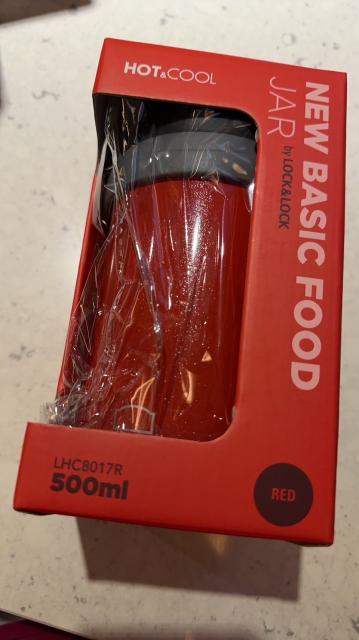 HOT&COOL
NEW BASIC FOOD
JAR by LOCK&LOCK
LHC8017R
500ml
RED